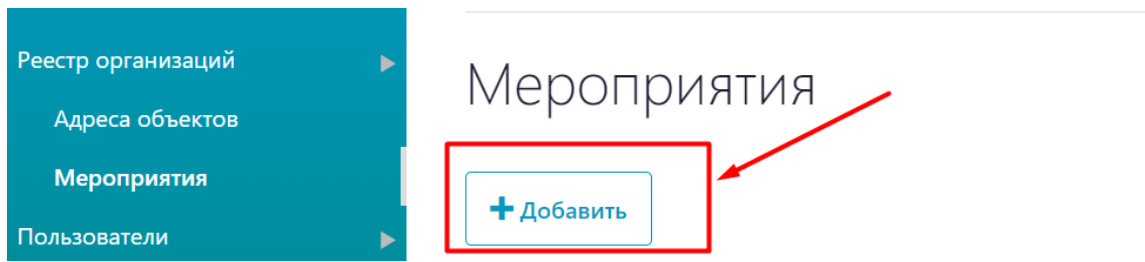 Реестр организаций
Адреса объектов
Мероприятия
Пользователи
Мероприятия
Добавить